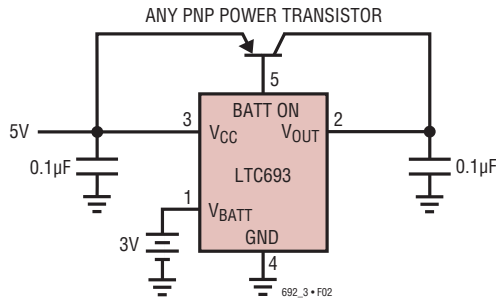 ANY PNP POWER TRANSISTOR
5
BATT ON
5V
3
VCC
VOUT
2
0.1µF
LTC693
0.1µF
1
VBATT
3V
GND
4
692_3 • F02